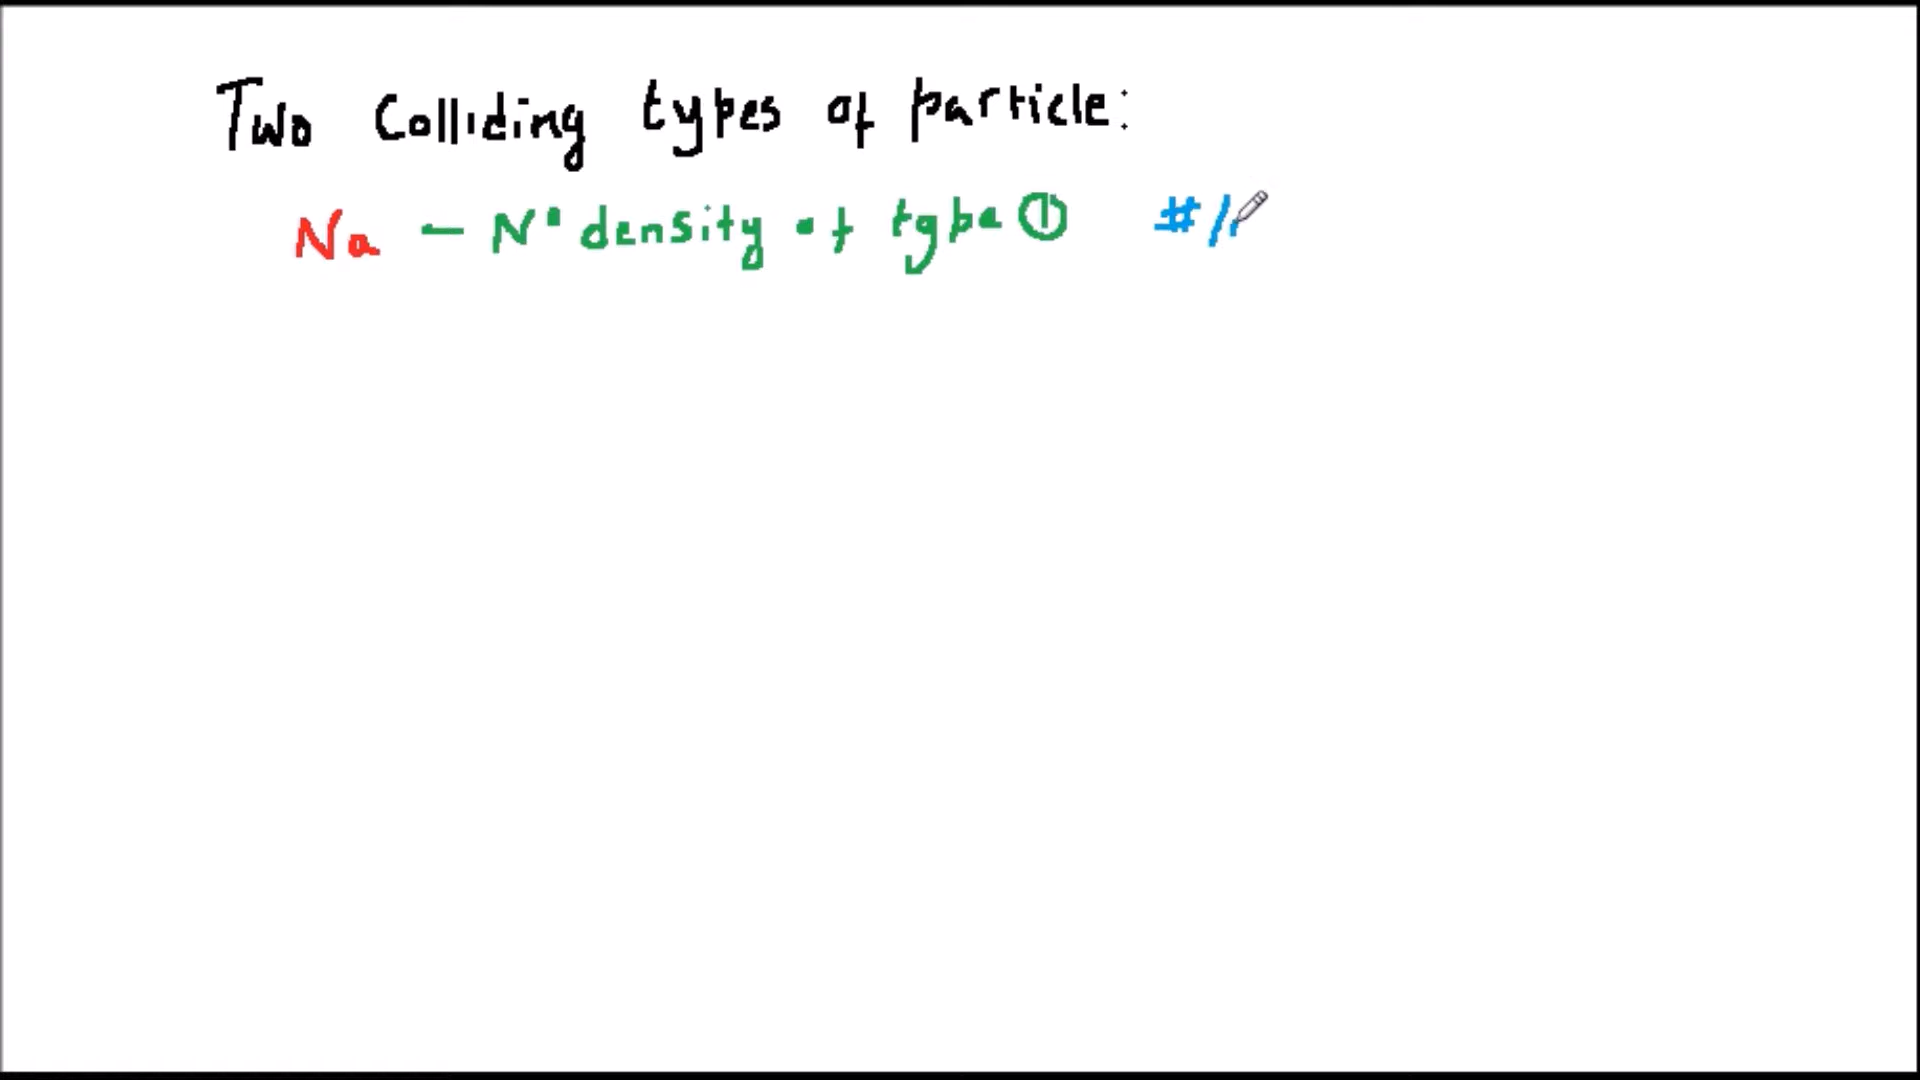 Two Colliding types of particle:
Na - N° density of type ① #/